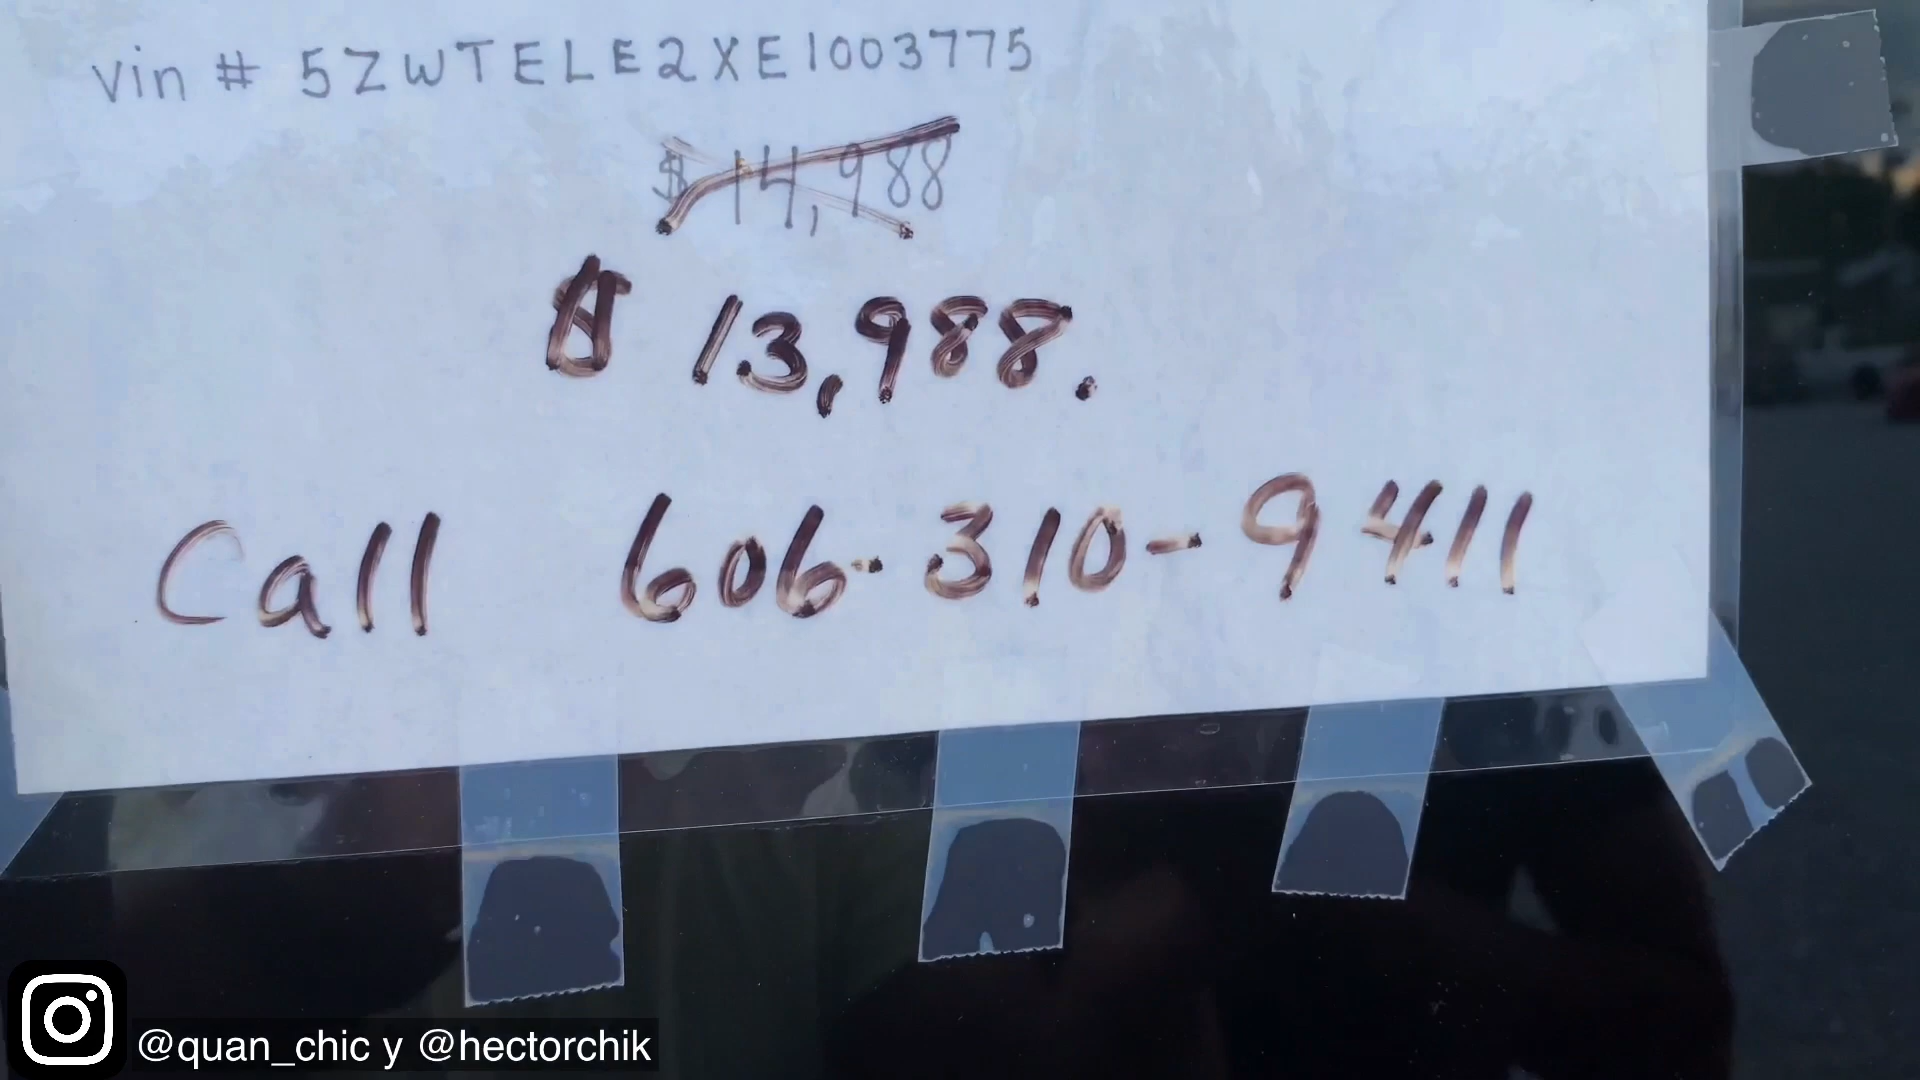 Vin # 5ZWTELE2XE1003775
$ 14,988
$ 13,988.
Call 606-310-9411
@quan_chic y @hectorchik